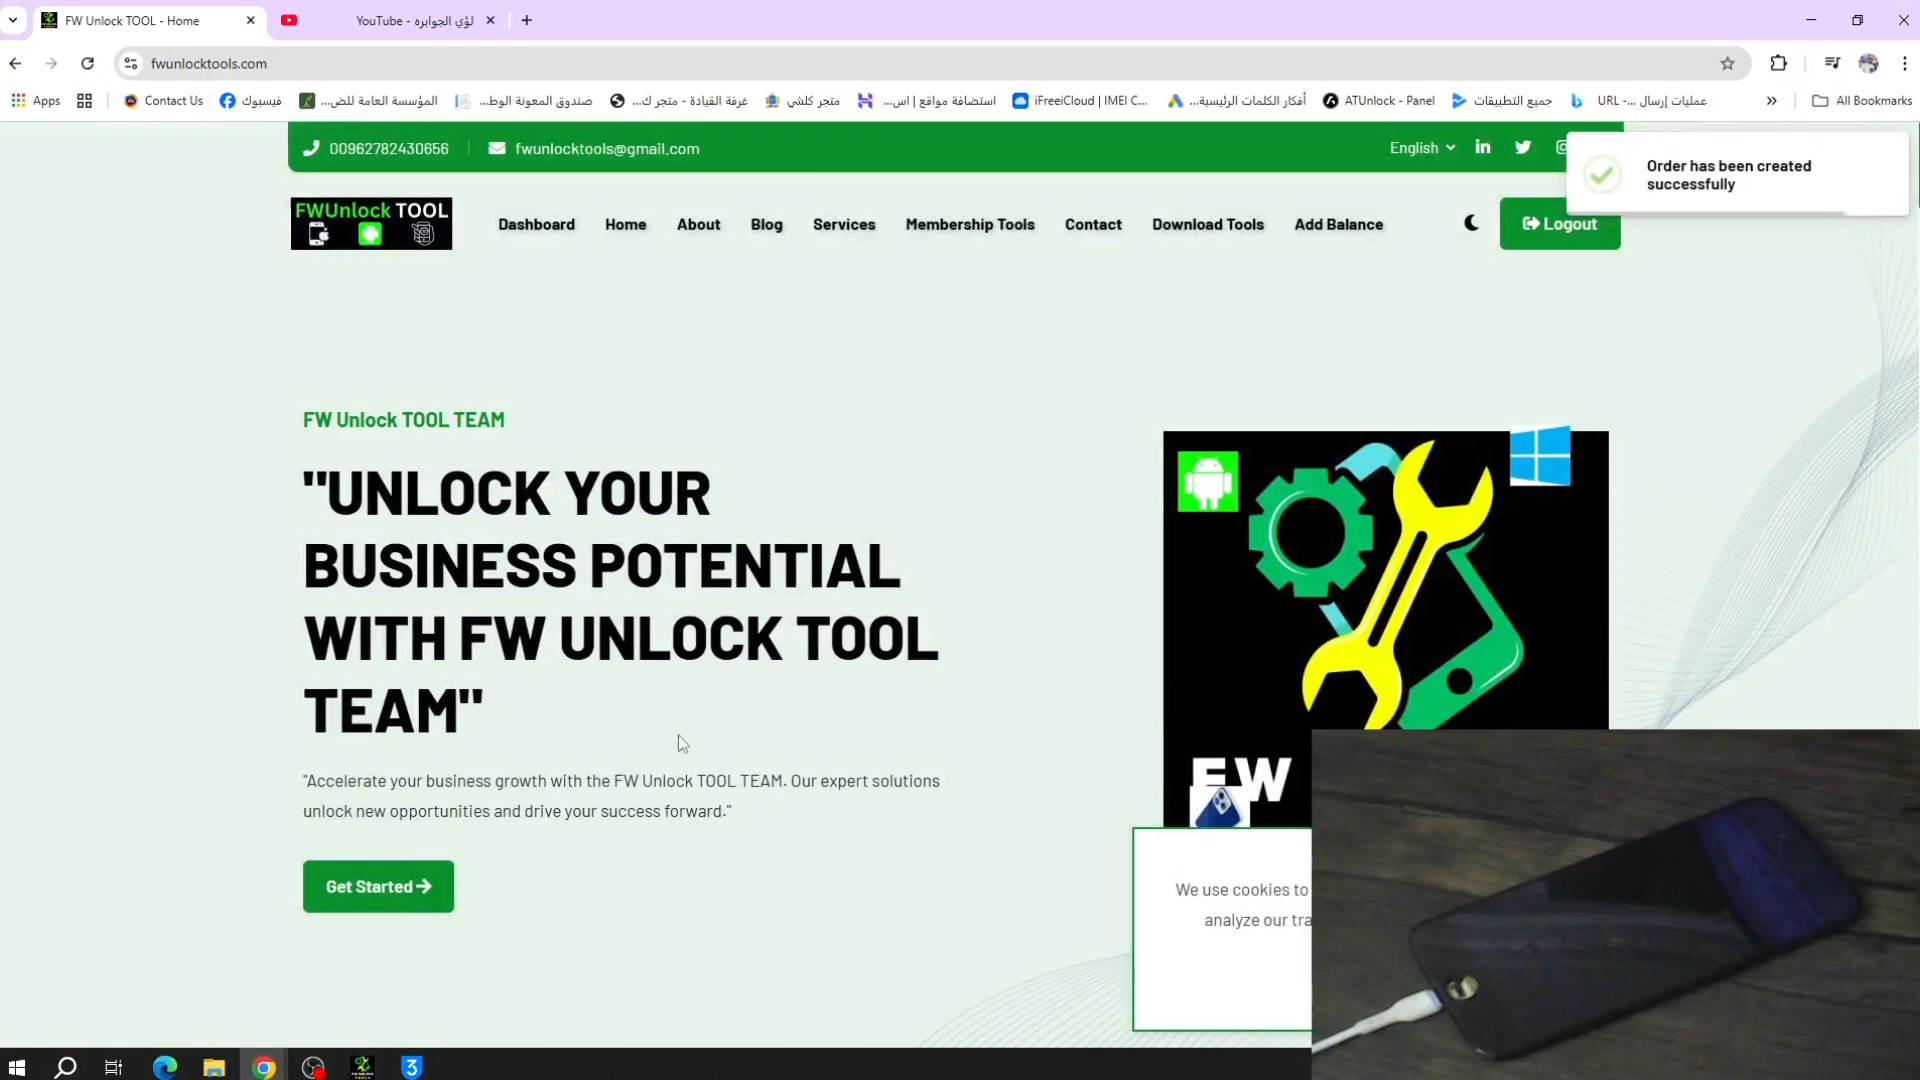 FW Unlock TOOL - Home
YouTube - لؤي الجوابره
fwunlocktools.com
Apps
Contact Us
فيسبوك
المؤسسة العامة للض...
صندوق المعونة الوط...
غرفة القيادة - متجر ك...
متجر كلشي
استضافة مواقع | اس...
iFreeiCloud | IMEI C...
أفكار الكلمات الرئيسية...
ATUnlock - Panel
جميع التطبيقات
عمليات إرسال URL -...
»
All Bookmarks
00962782430656
fwunlocktools@gmail.com
English
Order has been created
successfully
FWUnlock TOOL
Dashboard
Home
About
Blog
Services
Membership Tools
Contact
Download Tools
Add Balance
Logout
FW Unlock TOOL TEAM
"UNLOCK YOUR
BUSINESS POTENTIAL
WITH FW UNLOCK TOOL
TEAM"
"Accelerate your business growth with the FW Unlock TOOL TEAM. Our expert solutions
unlock new opportunities and drive your success forward."
Get Started
FW
We use cookies to
analyze our tra
3